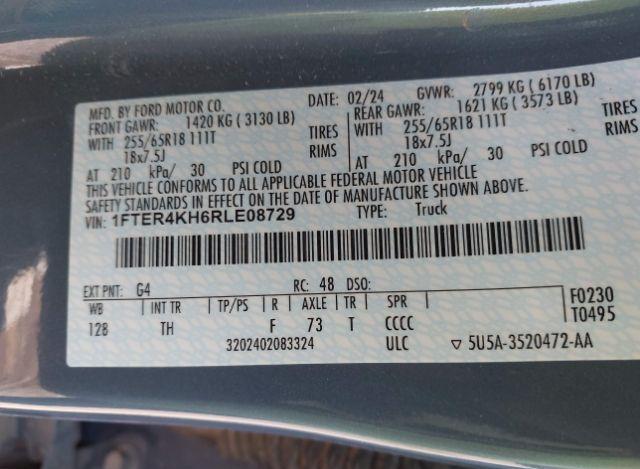 MFD. BY FORD MOTOR CO. DATE: 02/24 GVWR: 2799 KG ( 6170 LB)
FRONT GAWR: 1420 KG ( 3130 LB) REAR GAWR: 1621 KG ( 3573 LB)
WITH 255/65R18 111T TIRES WITH 255/65R18 111T TIRES
18x7.5J RIMS 18x7.5J RIMS
AT 210 kPa/ 30 PSI COLD AT 210 kPa/ 30 PSI COLD
THIS VEHICLE CONFORMS TO ALL APPLICABLE FEDERAL MOTOR VEHICLE
SAFETY STANDARDS IN EFFECT ON THE DATE OF MANUFACTURE SHOWN ABOVE.
VIN: 1FTER4KH6RLE08729 TYPE: Truck
EXT PNT: G4 RC: 48 DSO:
WB INT TR TP/PS R AXLE TR SPR F0230
128 TH F 73 T CCCC T0495
3202402083324 ULC ▽ 5U5A-3520472-AA